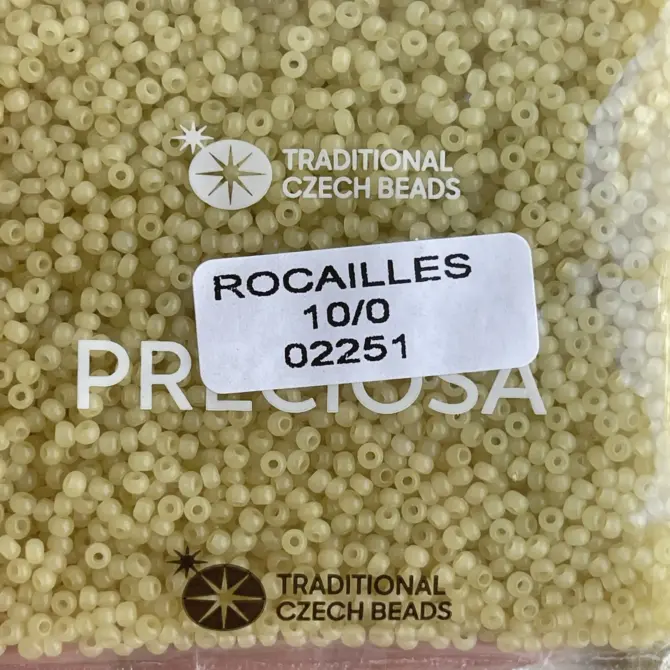 TRADITIONAL
CZECH BEADS
ROCAILLES
10/0
02251
PRECIOSA
TRADITIONAL
CZECH BEADS